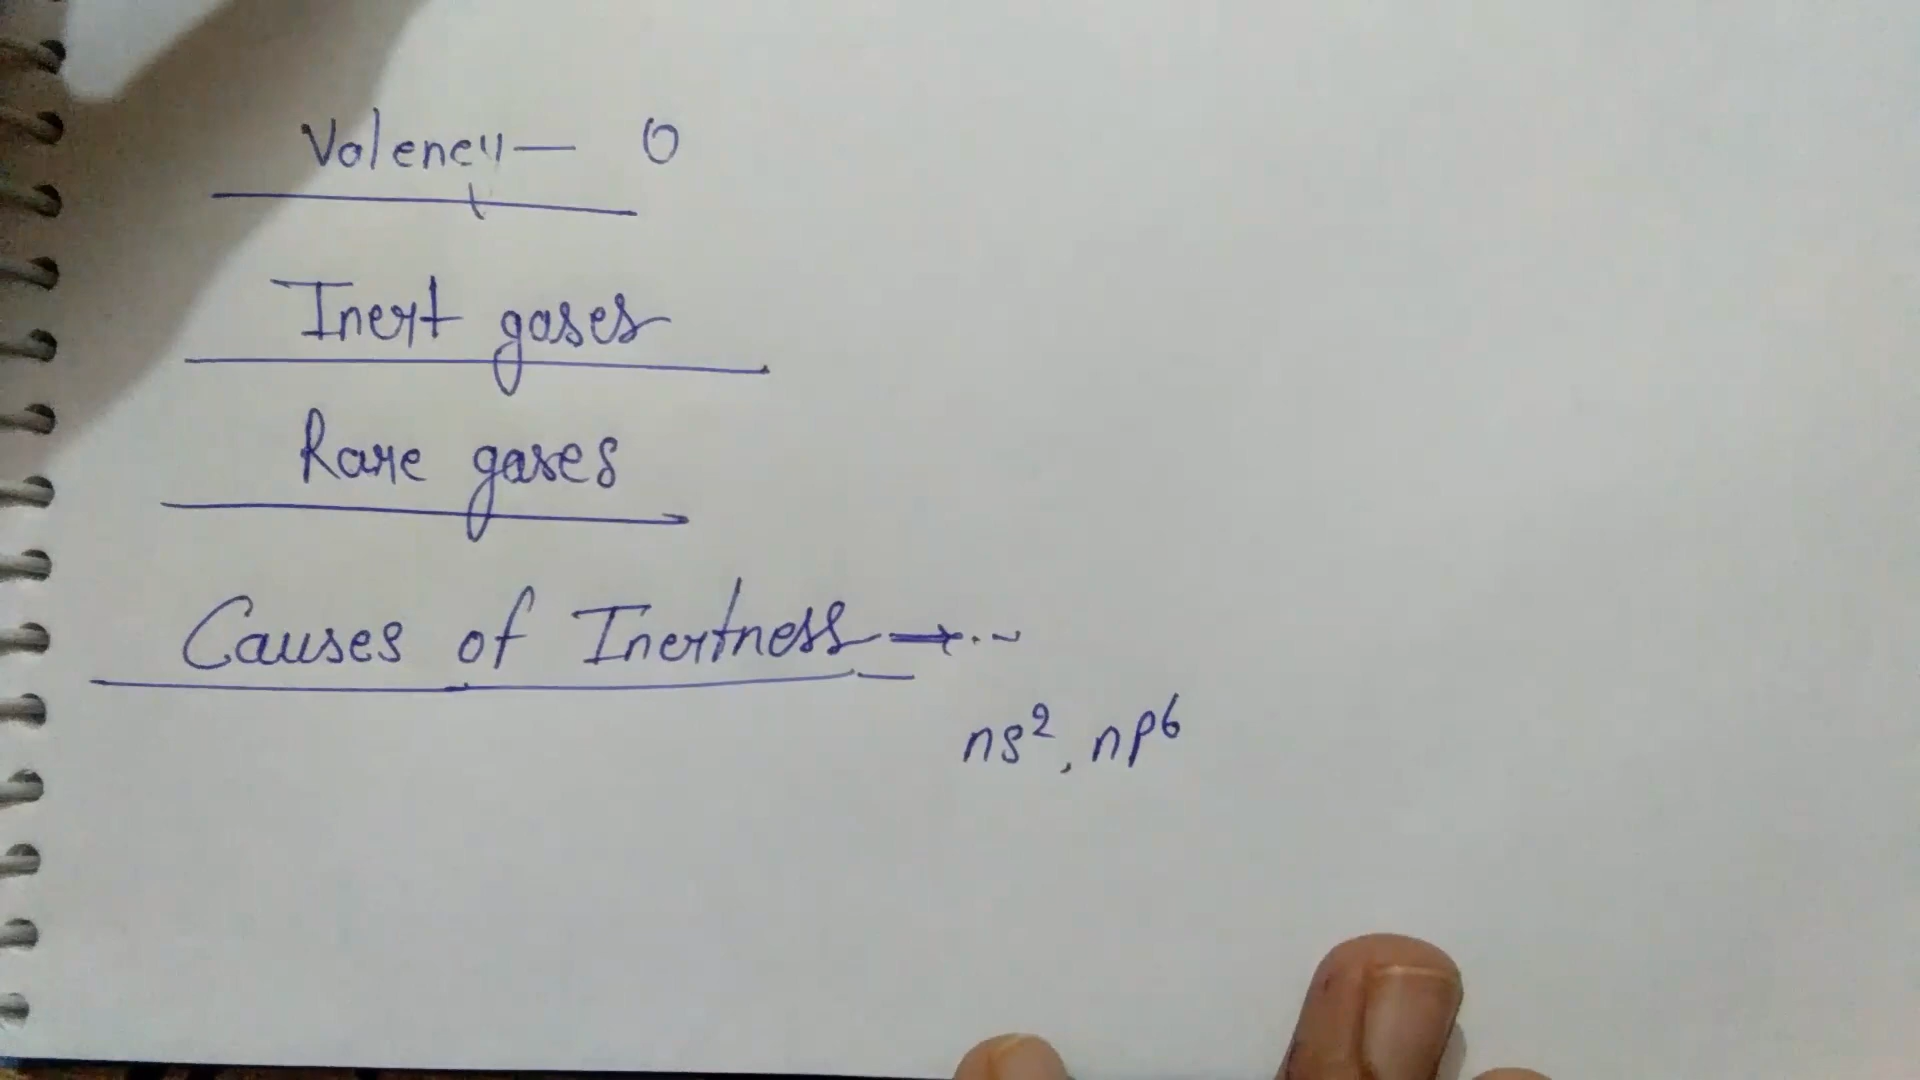 Valency— 0
Inert gases
Rare gases
Causes of Inertness →
ns², np⁶